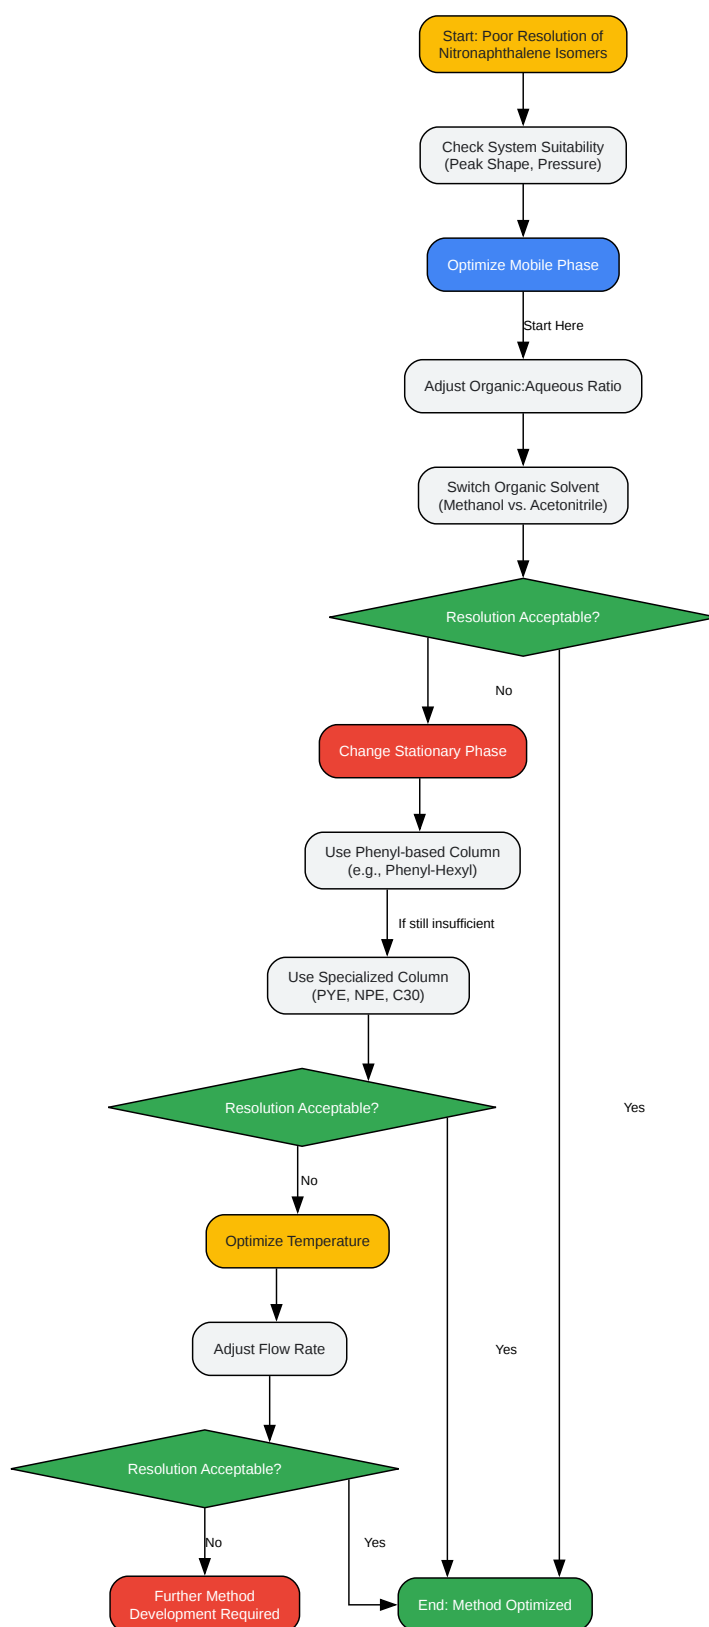 Start: Poor Resolution of
Nitronaphthalene Isomers
Check System Suitability
(Peak Shape, Pressure)
Optimize Mobile Phase
Start Here
Adjust Organic:Aqueous Ratio
Switch Organic Solvent
(Methanol vs. Acetonitrile)
Resolution Acceptable?
No
Change Stationary Phase
Use Phenyl-based Column
(e.g., Phenyl-Hexyl)
If still insufficient
Use Specialized Column
(PYE, NPE, C30)
Resolution Acceptable?
Yes
No
Optimize Temperature
Adjust Flow Rate
Yes
Resolution Acceptable?
No
Yes
Further Method
Development Required
End: Method Optimized